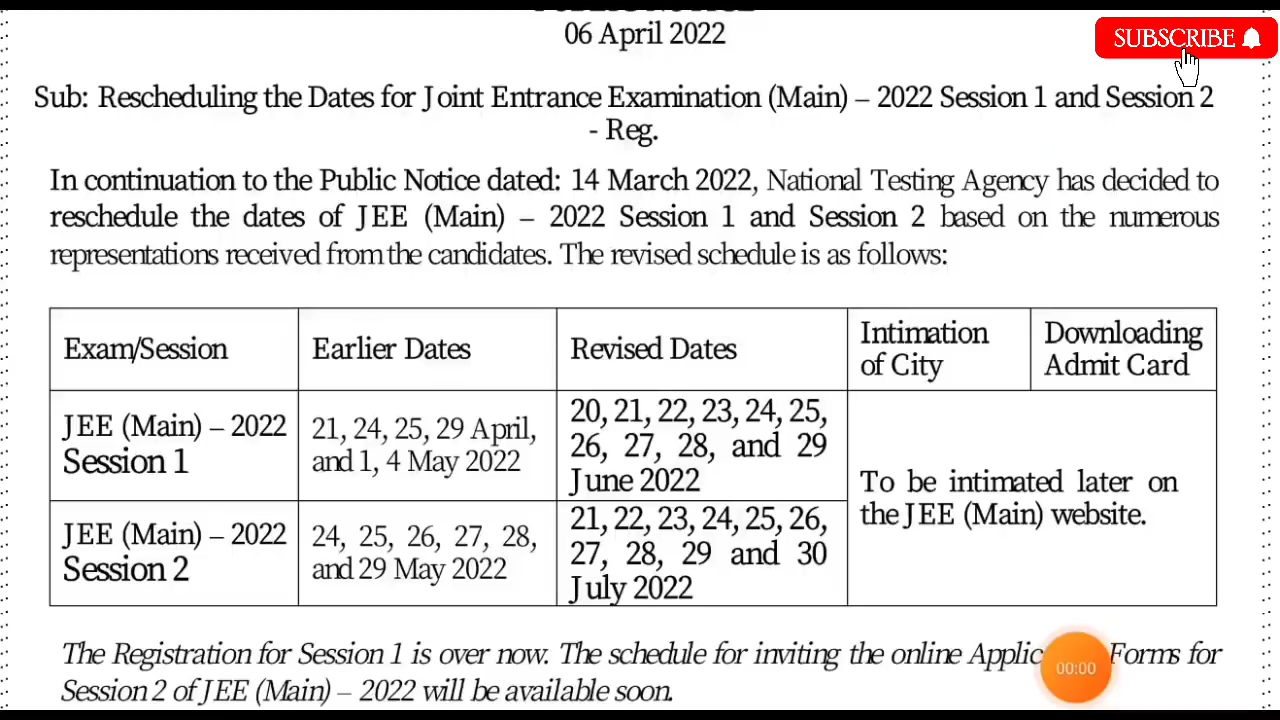 06 April 2022
SUBSCRIBE
Sub: Rescheduling the Dates for Joint Entrance Examination (Main) – 2022 Session 1 and Session 2
- Reg.
In continuation to the Public Notice dated: 14 March 2022, National Testing Agency has decided to
reschedule the dates of JEE (Main) – 2022 Session 1 and Session 2 based on the numerous
representations received from the candidates. The revised schedule is as follows:
Exam/Session
Earlier Dates
Revised Dates
Intimation
of City
Downloading
Admit Card
JEE (Main) – 2022
Session 1
21, 24, 25, 29 April,
and 1, 4 May 2022
20, 21, 22, 23, 24, 25,
26, 27, 28, and 29
June 2022
To be intimated later on
the JEE (Main) website.
JEE (Main) – 2022
Session 2
24, 25, 26, 27, 28,
and 29 May 2022
21, 22, 23, 24, 25, 26,
27, 28, 29 and 30
July 2022
The Registration for Session 1 is over now. The schedule for inviting the online Applic Forms for
00:00
Session 2 of JEE (Main) – 2022 will be available soon.